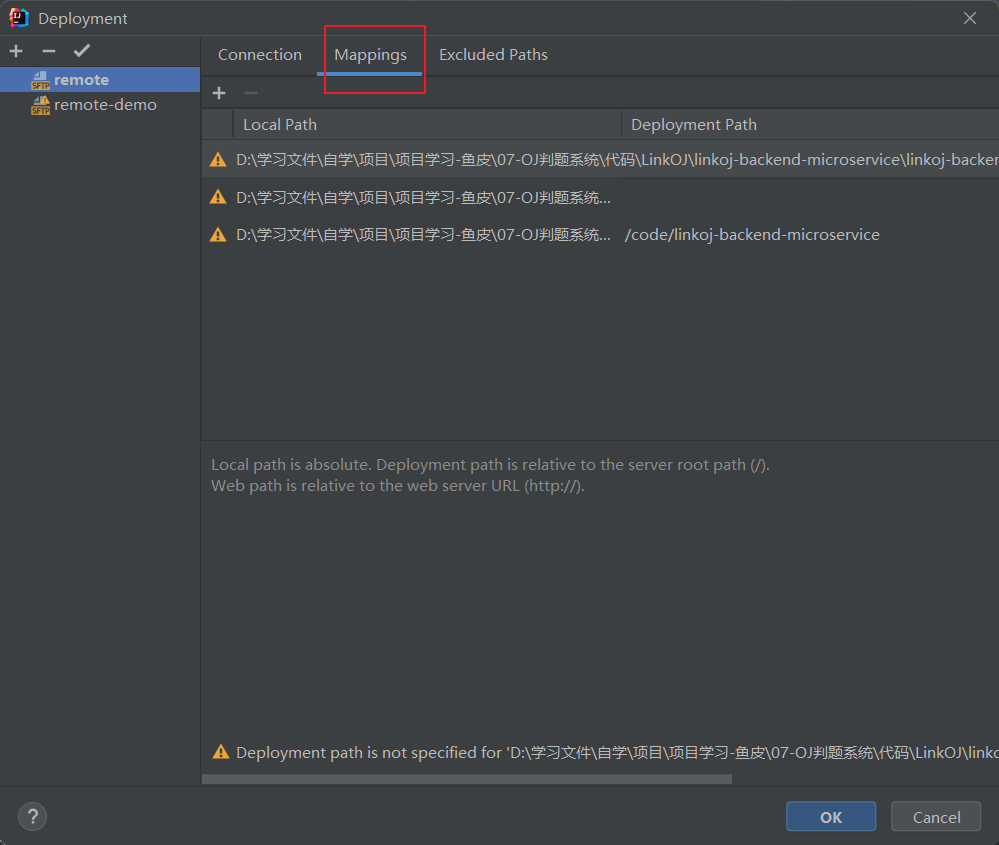 Deployment
remote
remote-demo
Connection Mappings Excluded Paths
Local Path Deployment Path
D:\学习文件\自学\项目\项目学习-鱼皮\07-OJ判题系统\代码\LinkOJ\linkoj-backend-microservice\linkoj-backen
D:\学习文件\自学\项目\项目学习-鱼皮\07-OJ判题系统...
D:\学习文件\自学\项目\项目学习-鱼皮\07-OJ判题系统... /code/linkoj-backend-microservice
Local path is absolute. Deployment path is relative to the server root path (/).
Web path is relative to the web server URL (http://).
Deployment path is not specified for 'D:\学习文件\自学\项目\项目学习-鱼皮\07-OJ判题系统\代码\LinkOJ\linko
? OK Cancel